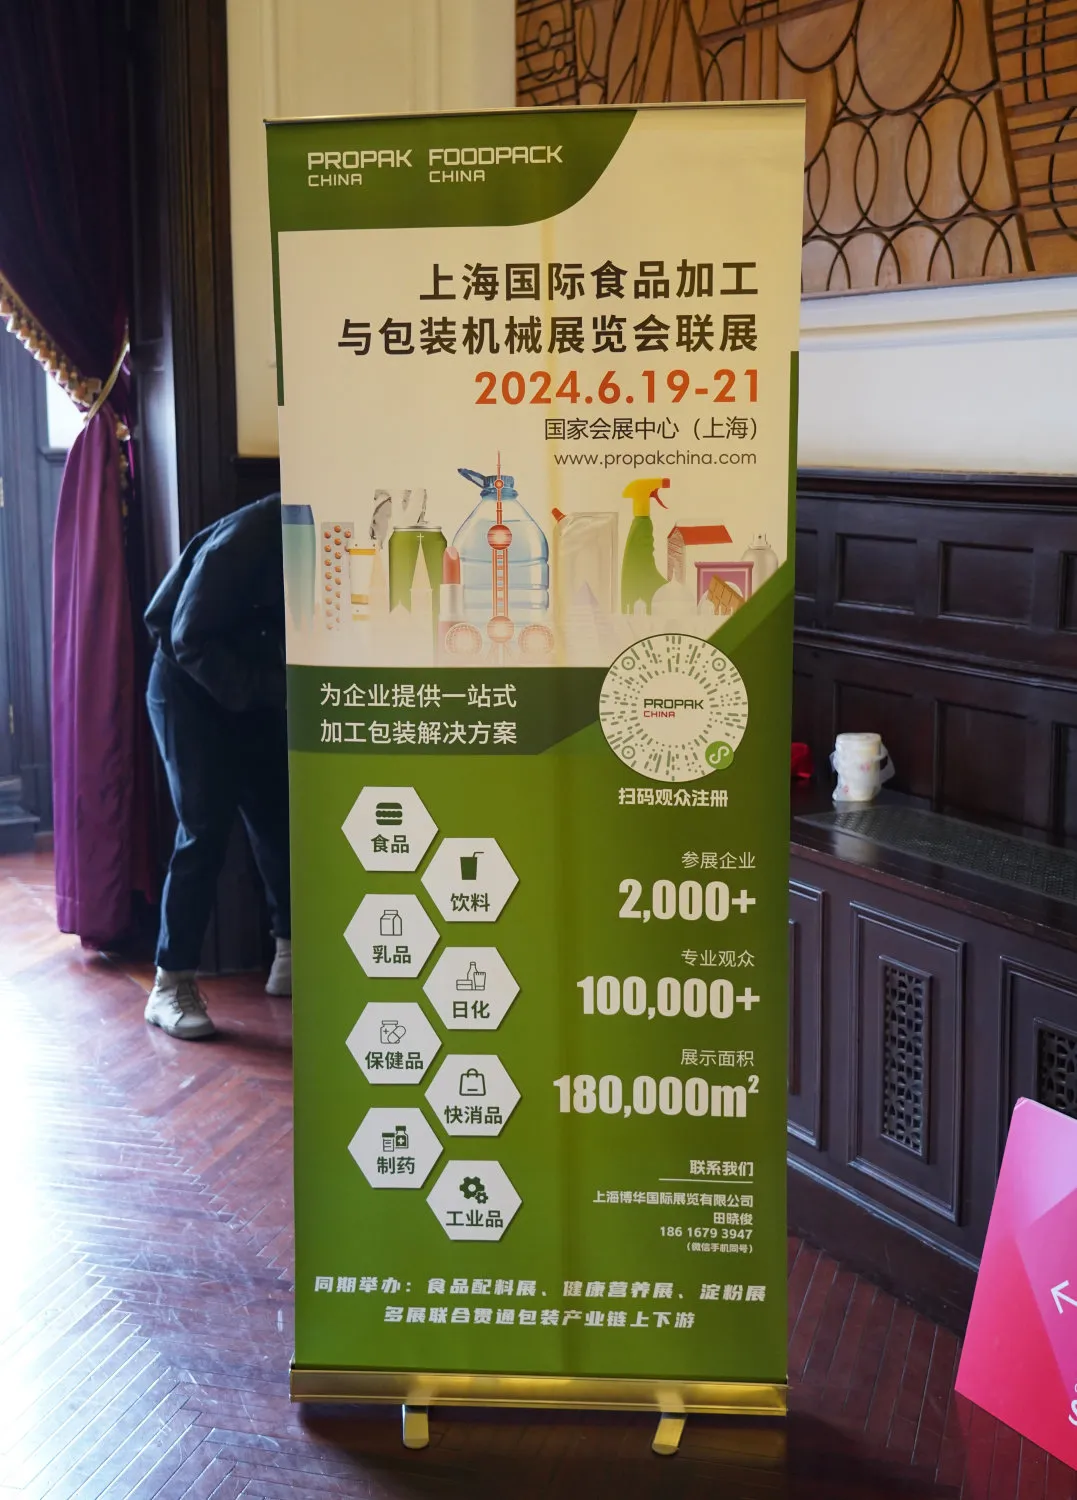 PROPAK CHINA
FOODPACK CHINA
上海国际食品加工
与包装机械展览会联展
2024.6.19-21
国家会展中心（上海）
www.propakchina.com
为企业提供一站式
加工包装解决方案
PROPAK
CHINA
扫码观众注册
食品
饮料
乳品
日化
保健品
快消品
制药
工业品
参展企业
2,000+
专业观众
100,000+
展示面积
180,000m²
联系我们
上海博华国际展览有限公司
田晓俊
186 1679 3947
（微信手机同号）
同期举办：食品配料展、健康营养展、淀粉展
多展联合贯通包装产业链上下游